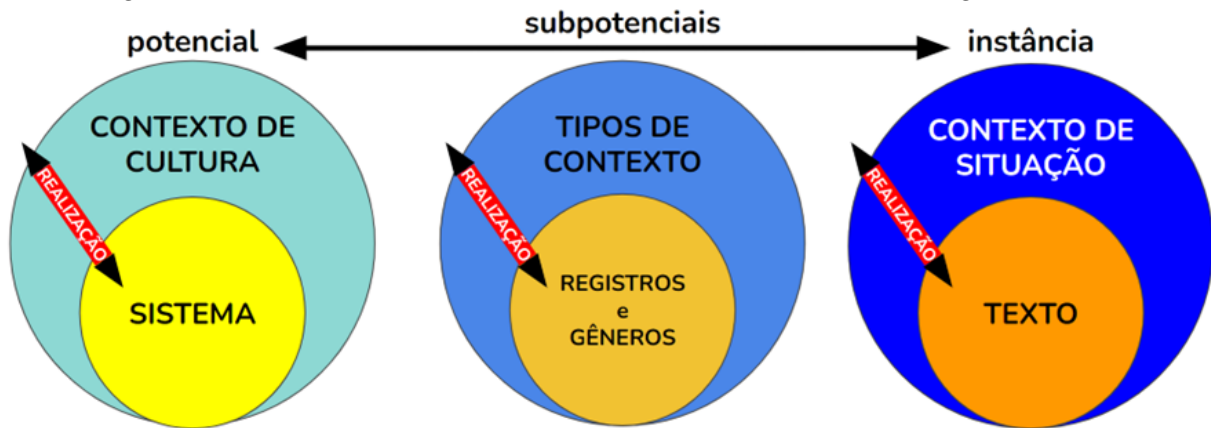 subpotenciais
potencial
instância
CONTEXTO DE
CULTURA
REALIZAÇÃO
SISTEMA
TIPOS DE
CONTEXTO
REALIZAÇÃO
REGISTROS
e
GÊNEROS
CONTEXTO DE
SITUAÇÃO
REALIZAÇÃO
TEXTO